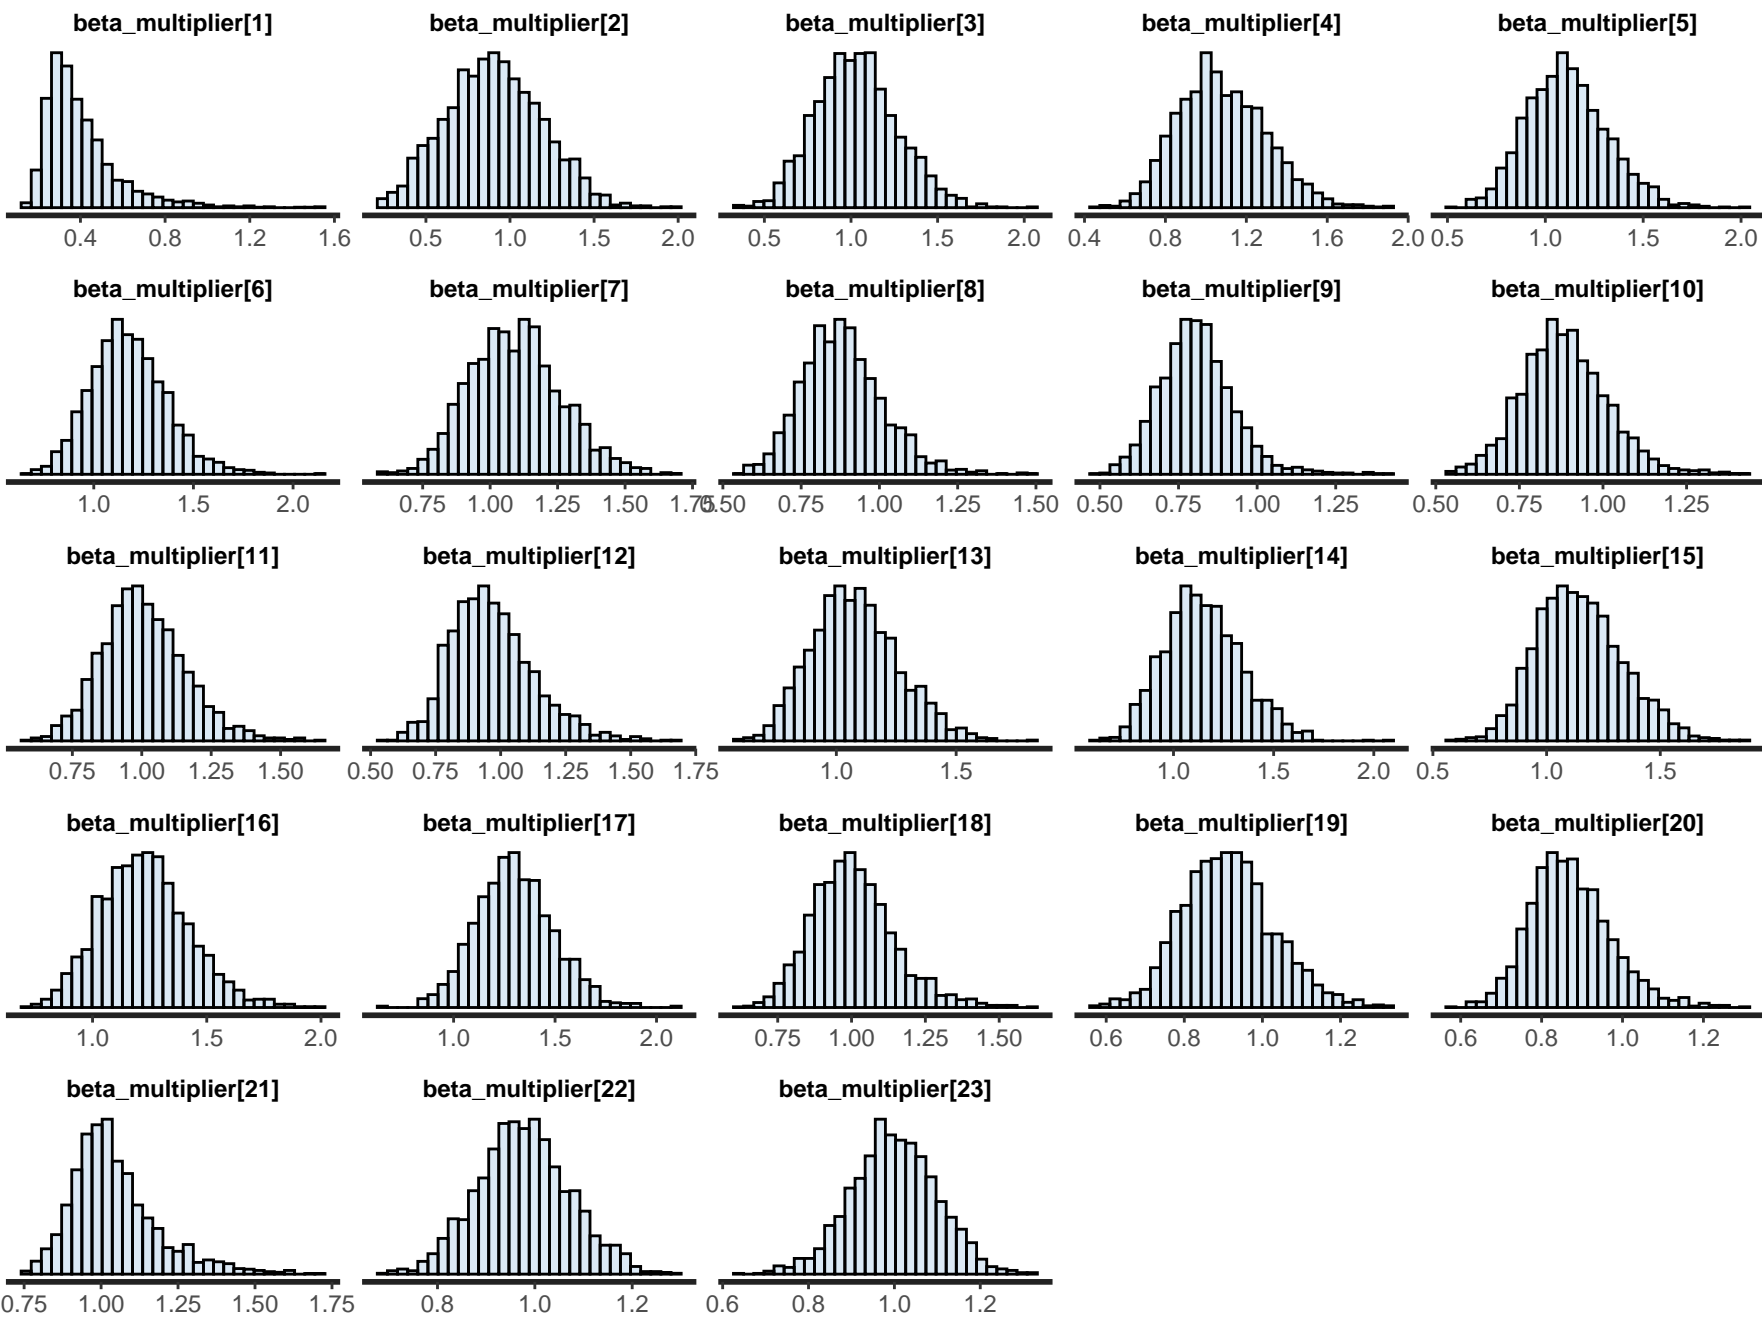 beta_multiplier[1] beta_multiplier[2] beta_multiplier[3] beta_multiplier[4] beta_multiplier[5]
0.4 0.8 1.2 1.6 0.5 1.0 1.5 2.0 0.5 1.0 1.5 2.0 0.4 0.8 1.2 1.6 2.0 0.5 1.0 1.5 2.0
beta_multiplier[6] beta_multiplier[7] beta_multiplier[8] beta_multiplier[9] beta_multiplier[10]
1.0 1.5 2.0 0.75 1.00 1.25 1.50 1.75 0.50 0.75 1.00 1.25 1.50 0.50 0.75 1.00 1.25 0.50 0.75 1.00 1.25
beta_multiplier[11] beta_multiplier[12] beta_multiplier[13] beta_multiplier[14] beta_multiplier[15]
0.75 1.00 1.25 1.50 0.50 0.75 1.00 1.25 1.50 1.75 1.0 1.5 1.0 1.5 2.0 0.5 1.0 1.5
beta_multiplier[16] beta_multiplier[17] beta_multiplier[18] beta_multiplier[19] beta_multiplier[20]
1.0 1.5 2.0 1.0 1.5 2.0 0.75 1.00 1.25 1.50 0.6 0.8 1.0 1.2 0.6 0.8 1.0 1.2
beta_multiplier[21] beta_multiplier[22] beta_multiplier[23]
0.75 1.00 1.25 1.50 1.75 0.8 1.0 1.2 0.6 0.8 1.0 1.2